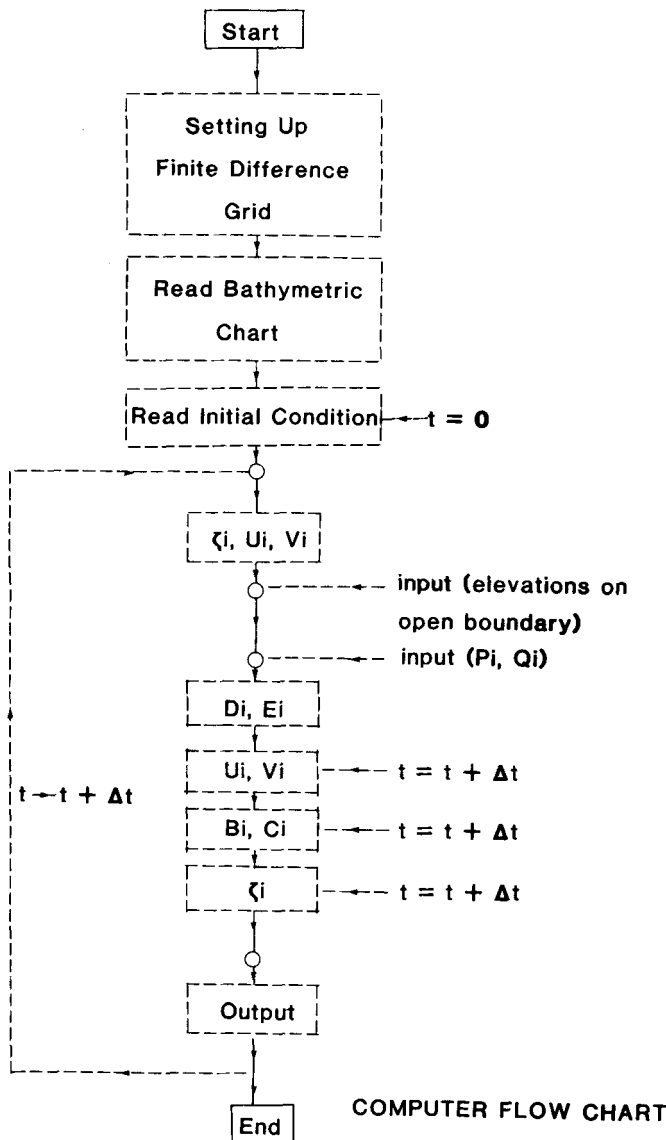 Start
Setting Up
Finite Difference
Grid
Read Bathymetric
Chart
Read Initial Condition
t = 0
ζi, Ui, Vi
input (elevations on
open boundary)
input (Pi, Qi)
Di, Ei
Ui, Vi
t = t + Δt
Bi, Ci
t = t + Δt
ζi
t = t + Δt
t → t + Δt
Output
End
COMPUTER FLOW CHART